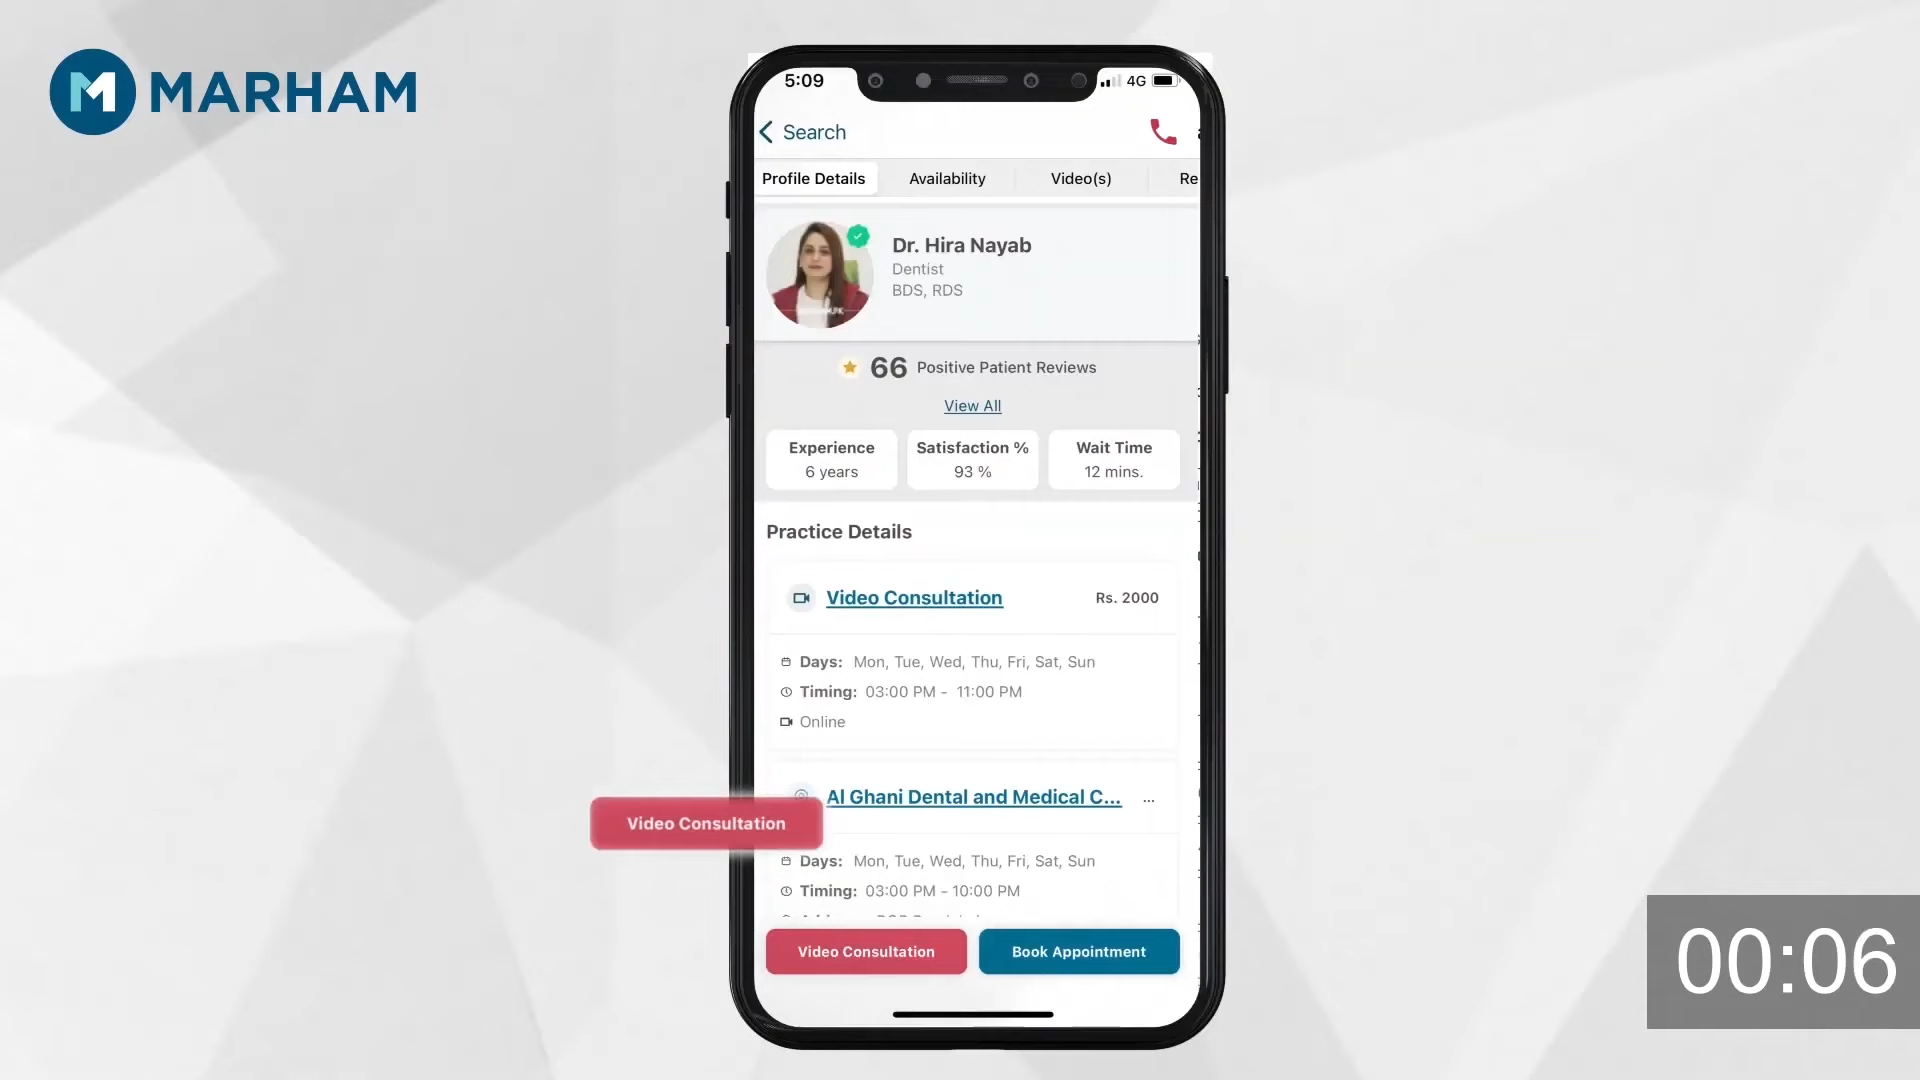 MARHAM
5:09
4G
Search
Profile Details
Availability
Video(s)
Re
Dr. Hira Nayab
Dentist
BDS, RDS
66 Positive Patient Reviews
View All
Experience
6 years
Satisfaction %
93 %
Wait Time
12 mins.
Practice Details
Video Consultation
Rs. 2000
Days: Mon, Tue, Wed, Thu, Fri, Sat, Sun
Timing: 03:00 PM - 11:00 PM
Online
Al Ghani Dental and Medical C...
...
Video Consultation
Days: Mon, Tue, Wed, Thu, Fri, Sat, Sun
Timing: 03:00 PM - 10:00 PM
Video Consultation
Book Appointment
00:06